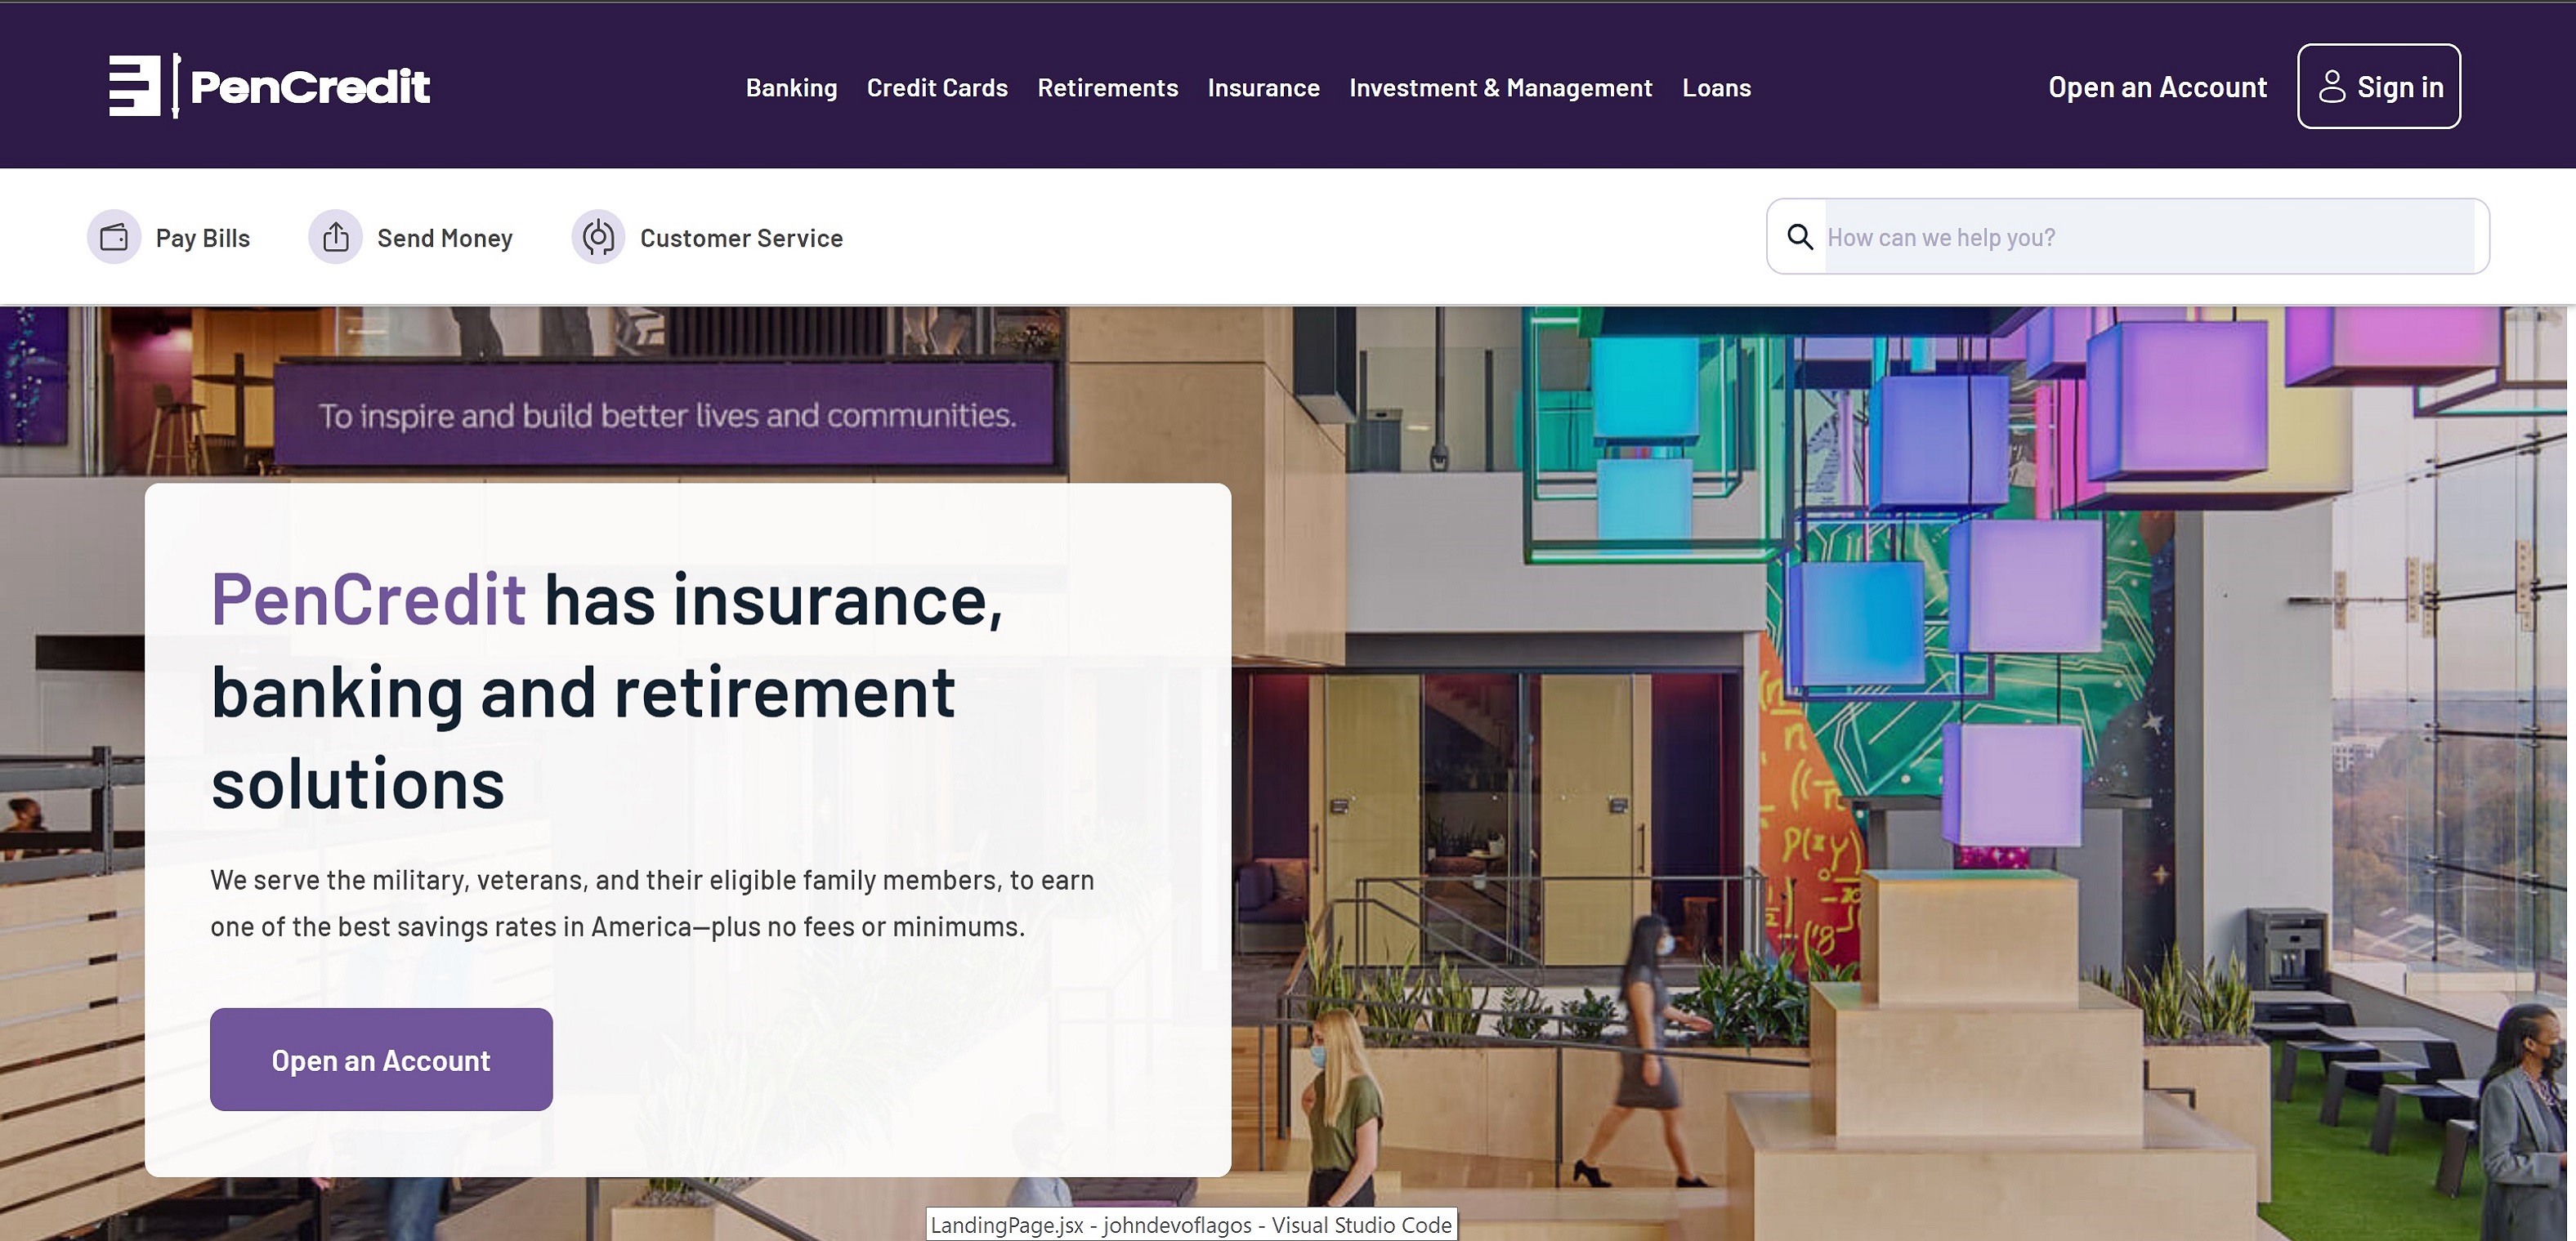 PenCredit
Banking Credit Cards Retirements Insurance Investment & Management Loans
Open an Account
Sign in
Pay Bills
Send Money
Customer Service
How can we help you?
To inspire and build better lives and communities.
PenCredit has insurance,
banking and retirement
solutions
We serve the military, veterans, and their eligible family members, to earn
one of the best savings rates in America—plus no fees or minimums.
Open an Account
P(xy)
LandingPage.jsx - johndevoflagos - Visual Studio Code